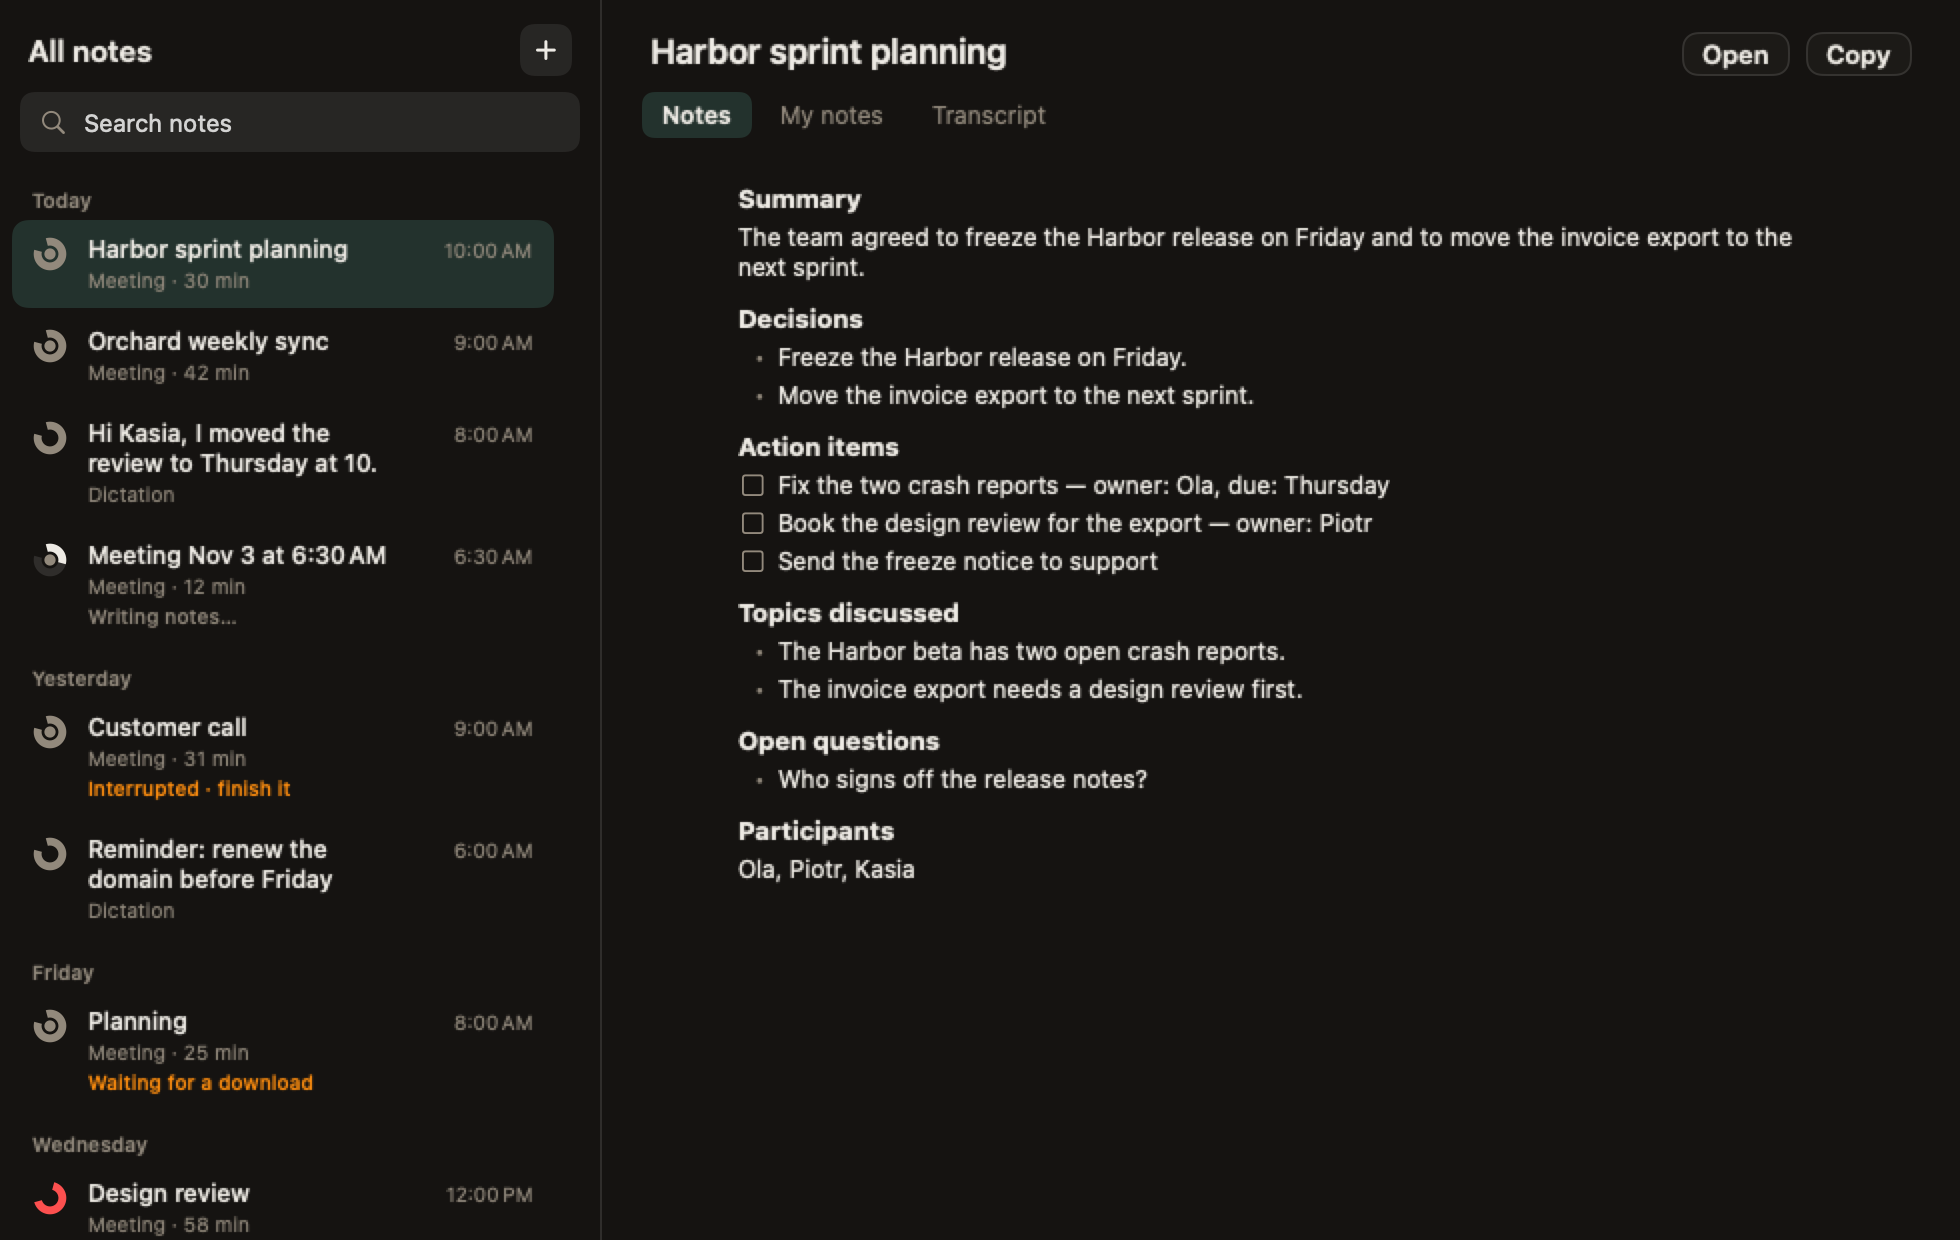 All notes
+
Search notes
Today
Harbor sprint planning 10:00 AM
Meeting · 30 min
Orchard weekly sync 9:00 AM
Meeting · 42 min
Hi Kasia, I moved the 8:00 AM
review to Thursday at 10.
Dictation
Meeting Nov 3 at 6:30 AM 6:30 AM
Meeting · 12 min
Writing notes...
Yesterday
Customer call 9:00 AM
Meeting · 31 min
Interrupted · finish it
Reminder: renew the 6:00 AM
domain before Friday
Dictation
Friday
Planning 8:00 AM
Meeting · 25 min
Waiting for a download
Wednesday
Design review 12:00 PM
Meeting · 58 min
Harbor sprint planning
Open Copy
Notes My notes Transcript
Summary
The team agreed to freeze the Harbor release on Friday and to move the invoice export to the
next sprint.
Decisions
• Freeze the Harbor release on Friday.
• Move the invoice export to the next sprint.
Action items
Fix the two crash reports — owner: Ola, due: Thursday
Book the design review for the export — owner: Piotr
Send the freeze notice to support
Topics discussed
• The Harbor beta has two open crash reports.
• The invoice export needs a design review first.
Open questions
• Who signs off the release notes?
Participants
Ola, Piotr, Kasia